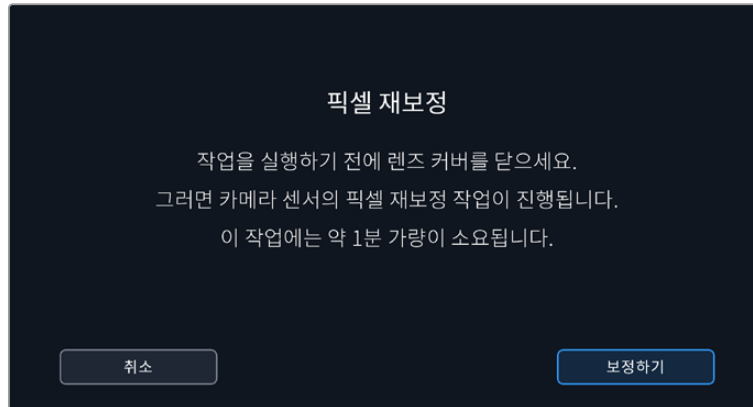 픽셀 재보정
작업을 실행하기 전에 렌즈 커버를 닫으세요.
그러면 카메라 센서의 픽셀 재보정 작업이 진행됩니다.
이 작업에는 약 1분 가량이 소요됩니다.
취소
보정하기